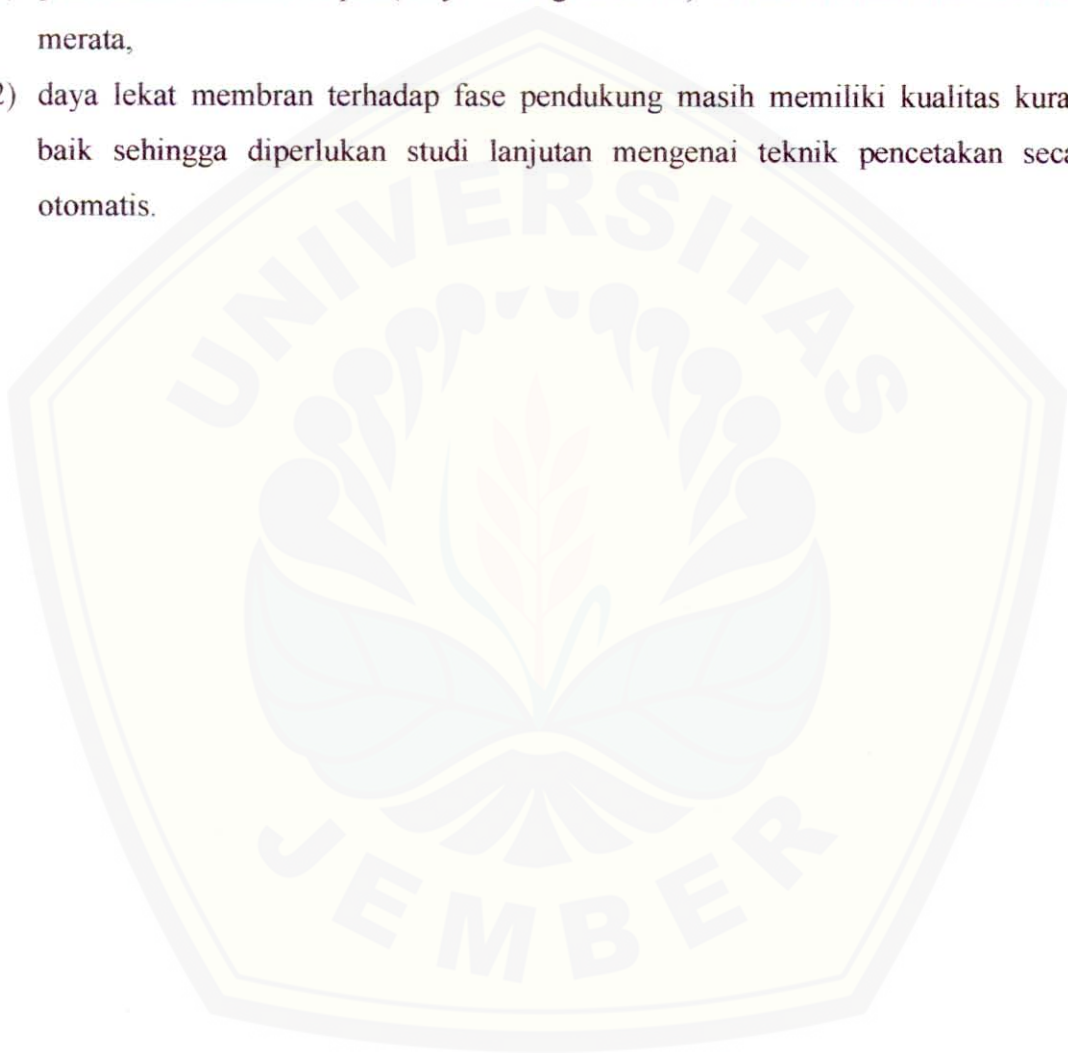 merata,
2) daya lekat membran terhadap fase pendukung masih memiliki kualitas kura
baik sehingga diperlukan studi lanjutan mengenai teknik pencetakan seca
otomatis.
UNIVERSITAS
JEMBER